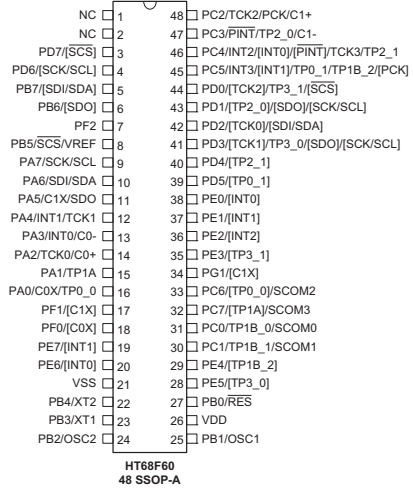 NC 1 48 PC2/TCK2/PCK/C1+
NC 2 47 PC3/PINT/TP2_0/C1-
PD7/[SCS] 3 46 PC4/INT2/[INT0]/[PINT]/TCK3/TP2_1
PD6/[SCK/SCL] 4 45 PC5/INT3/[INT1]/TP0_1/TP1B_2/[PCK]
PB7/[SDI/SDA] 5 44 PD0/[TCK2]/TP3_1/[SCS]
PB6/[SDO] 6 43 PD1/[TP2_0]/[SDO]/[SCK/SCL]
PF2 7 42 PD2/[TCK0]/[SDI/SDA]
PB5/SCS/VREF 8 41 PD3/[TCK1]/TP3_0/[SDO]/[SCK/SCL]
PA7/SCK/SCL 9 40 PD4/[TP2_1]
PA6/SDI/SDA 10 39 PD5/[TP0_1]
PA5/C1X/SDO 11 38 PE0/[INT0]
PA4/INT1/TCK1 12 37 PE1/[INT1]
PA3/INT0/C0- 13 36 PE2/[INT2]
PA2/TCK0/C0+ 14 35 PE3/[TP3_1]
PA1/TP1A 15 34 PG1/[C1X]
PA0/C0X/TP0_0 16 33 PC6/[TP0_0]/SCOM2
PF1/[C1X] 17 32 PC7/[TP1A]/SCOM3
PF0/[C0X] 18 31 PC0/TP1B_0/SCOM0
PE7/[INT1] 19 30 PC1/TP1B_1/SCOM1
PE6/[INT0] 20 29 PE4/[TP1B_2]
VSS 21 28 PE5/[TP3_0]
PB4/XT2 22 27 PB0/RES
PB3/XT1 23 26 VDD
PB2/OSC2 24 25 PB1/OSC1
HT68F60
48 SSOP-A